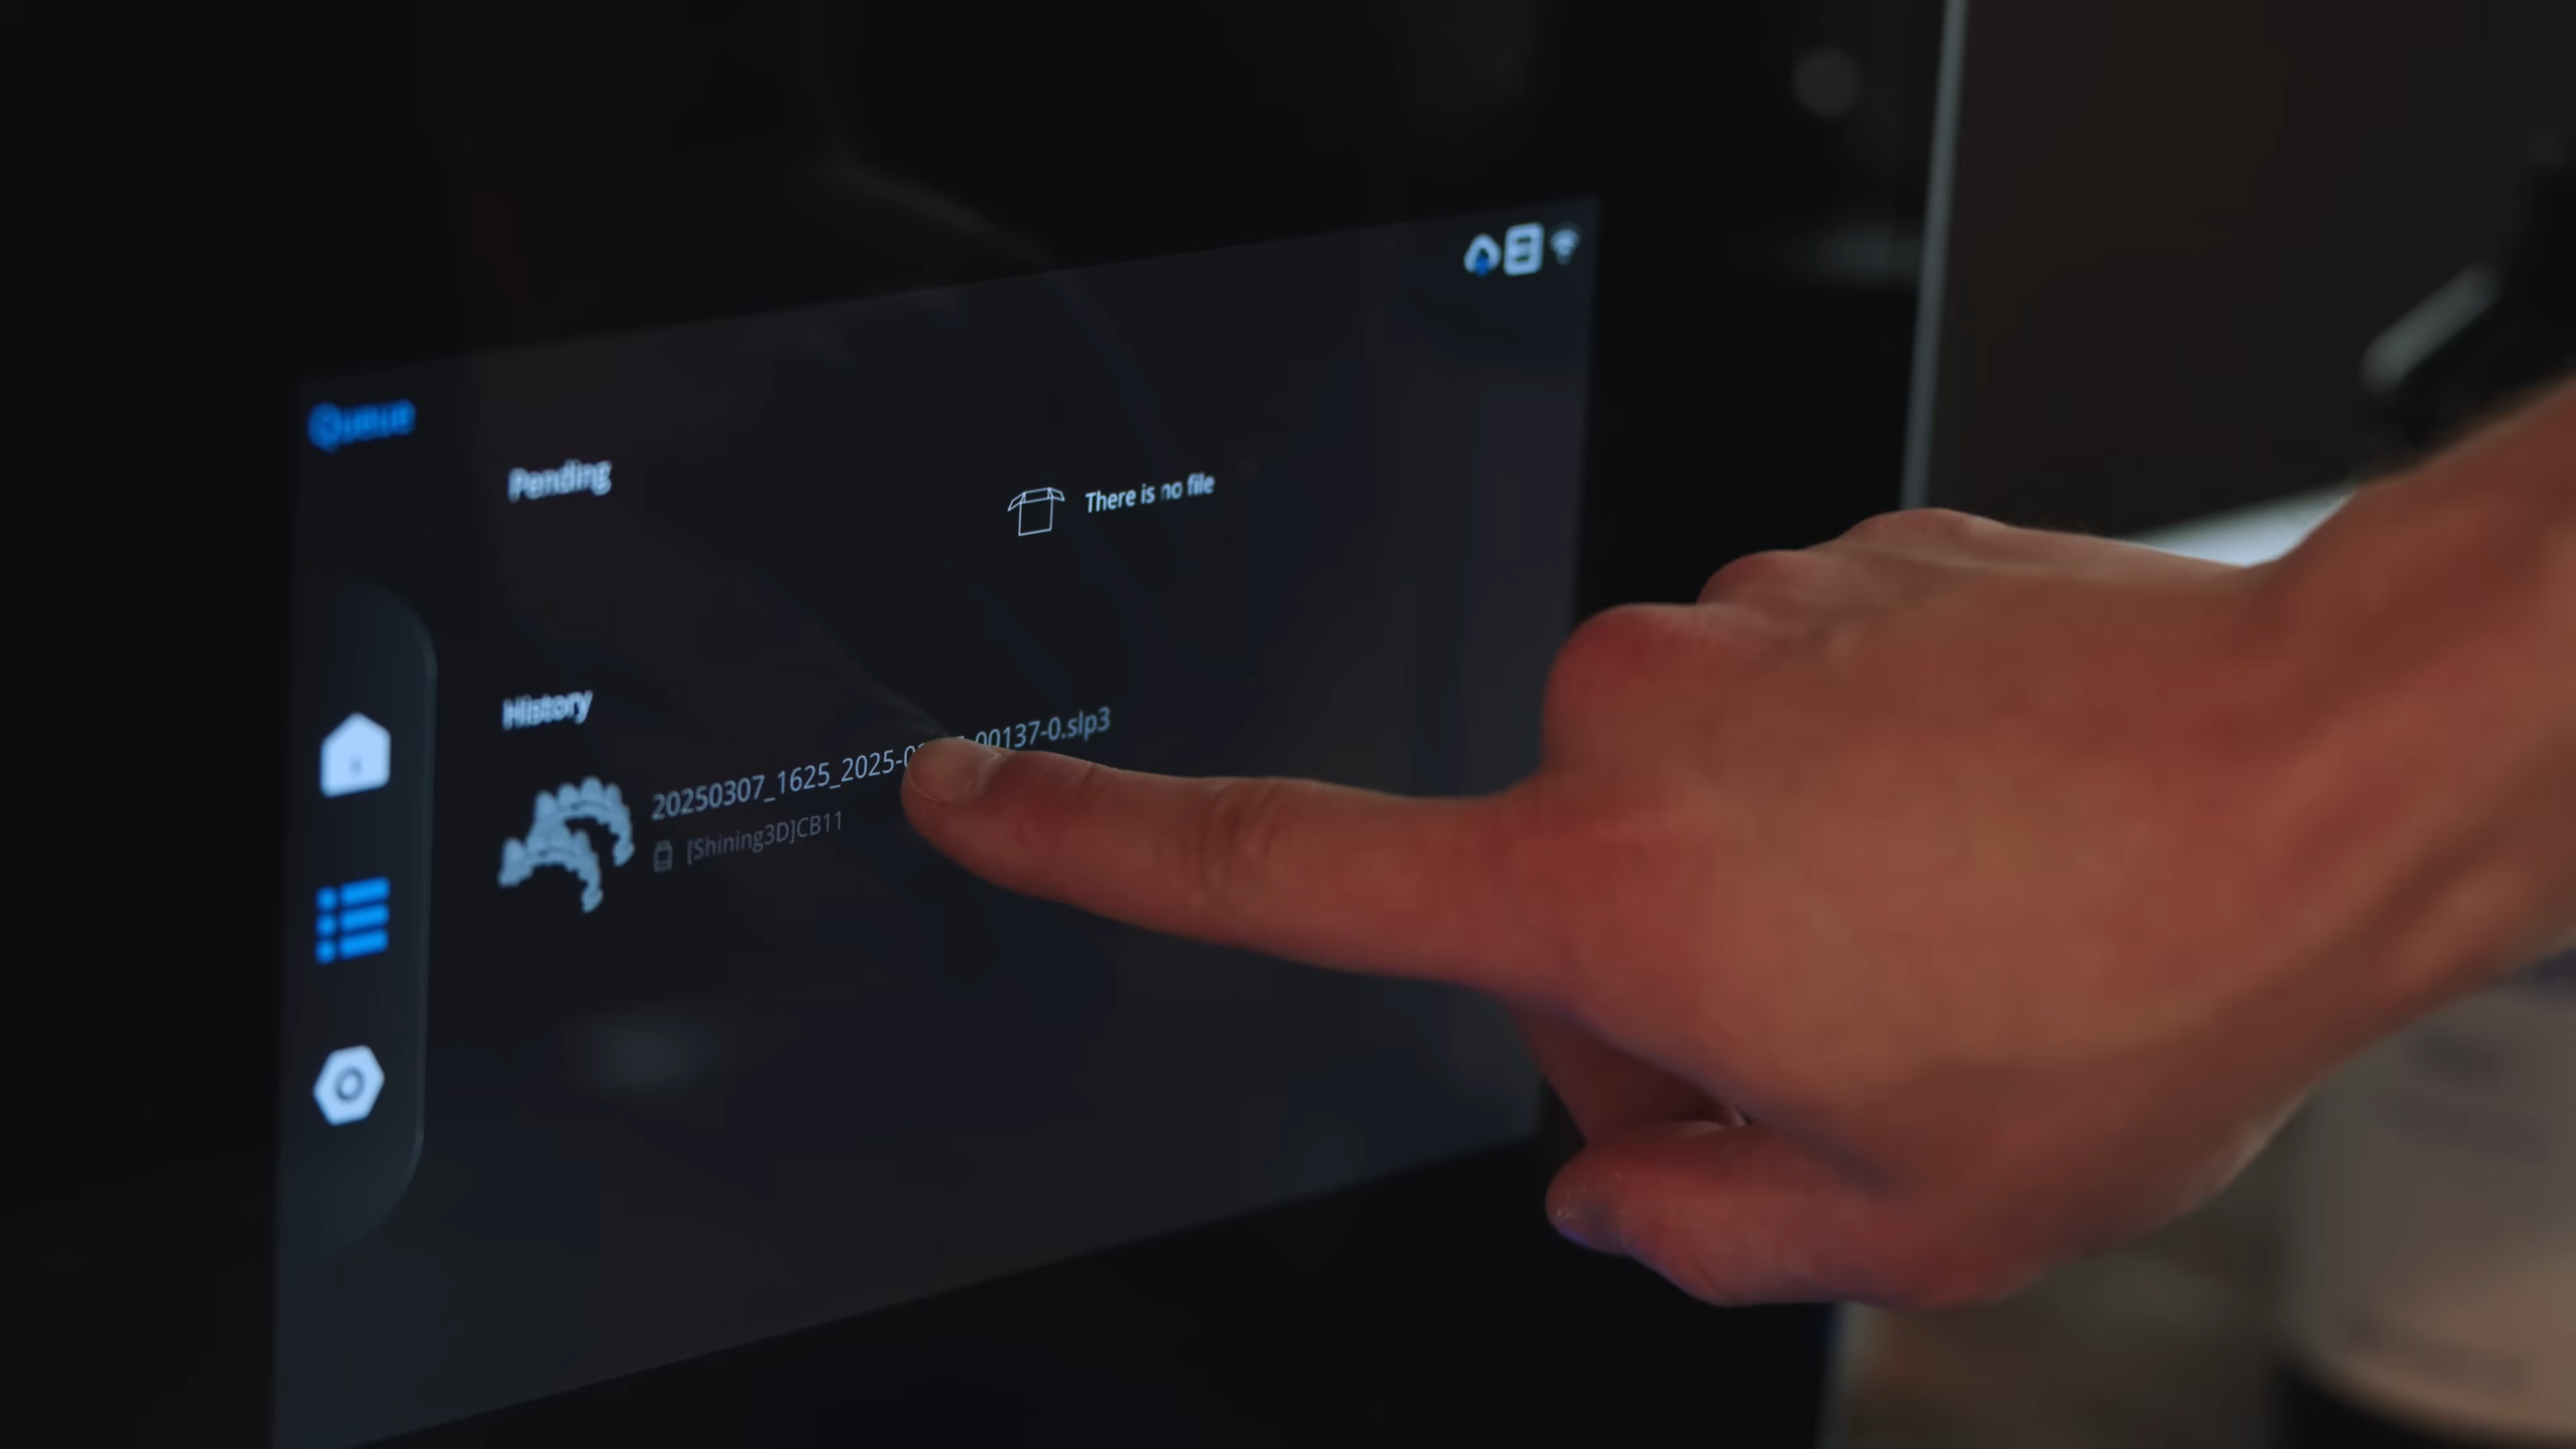 Queue
Pending
There is no file
History
20250307_1625_2025-0 00137-0.slp3
[Shining3D]CB11